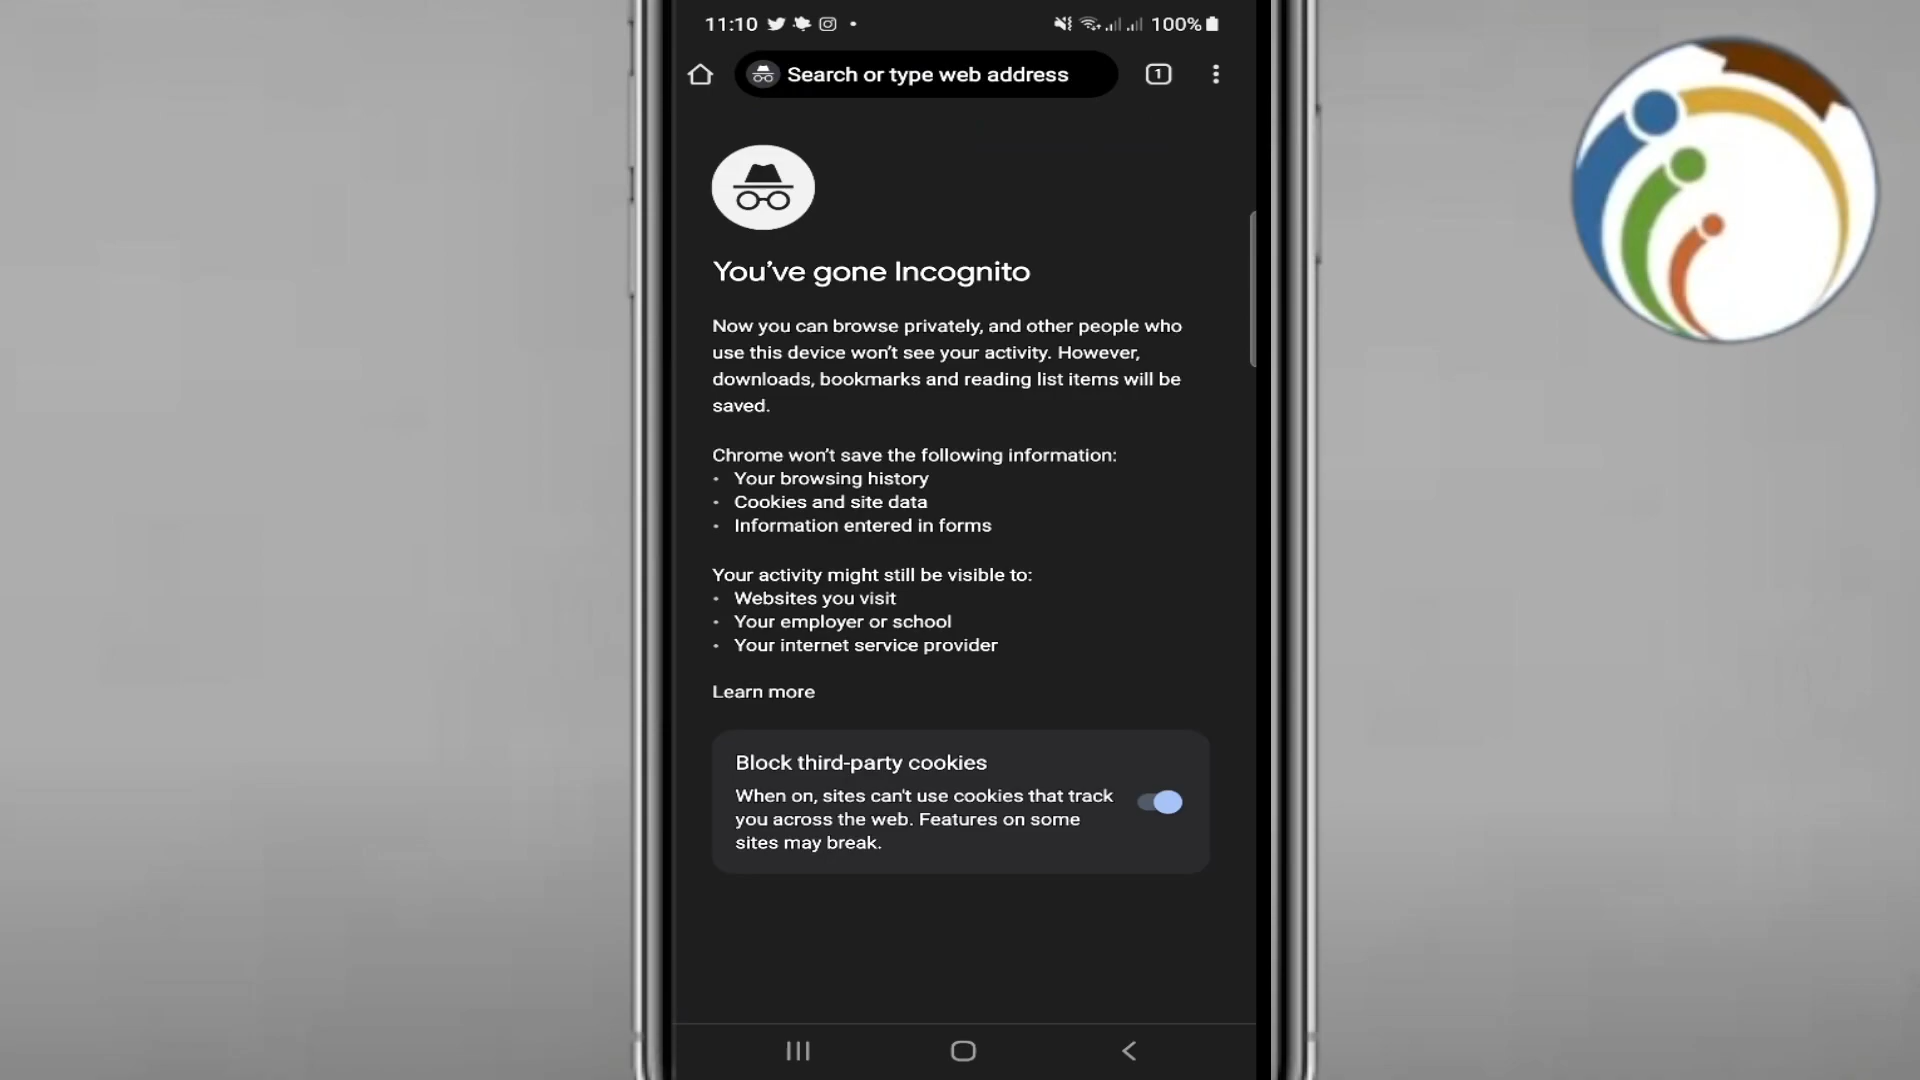 11:10 100%
Search or type web address 1
You've gone Incognito
Now you can browse privately, and other people who
use this device won't see your activity. However,
downloads, bookmarks and reading list items will be
saved.
Chrome won't save the following information:
• Your browsing history
• Cookies and site data
• Information entered in forms
Your activity might still be visible to:
• Websites you visit
• Your employer or school
• Your internet service provider
Learn more
Block third-party cookies
When on, sites can't use cookies that track
you across the web. Features on some
sites may break.